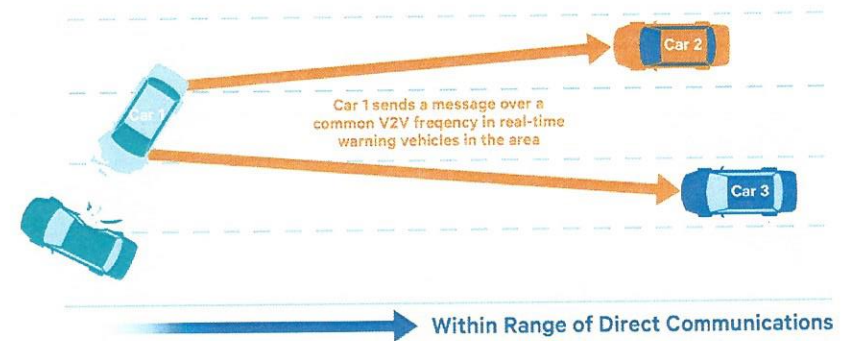 Car 2
Car 1
Car 1 sends a message over a
common V2V freqency in real-time
warning vehicles in the area
Car 3
Within Range of Direct Communications